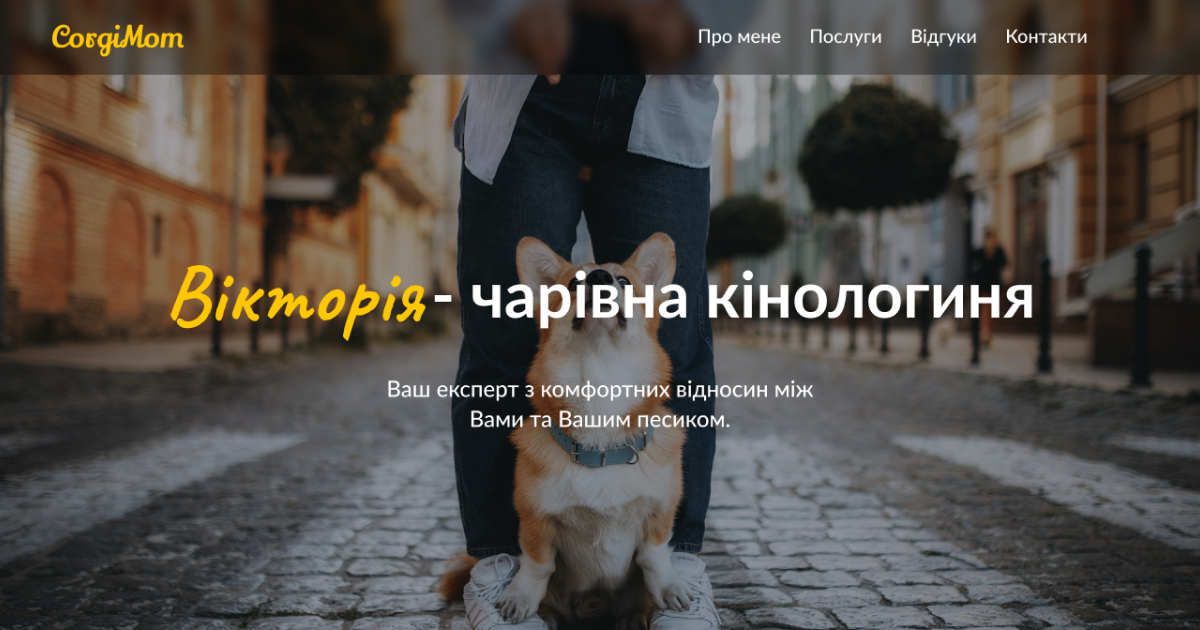 CorgiMom
Про мене Послуги Відгуки Контакти
Вікторія - чарівна кінологиня
Ваш експерт з комфортних відносин між
Вами та Вашим песиком.